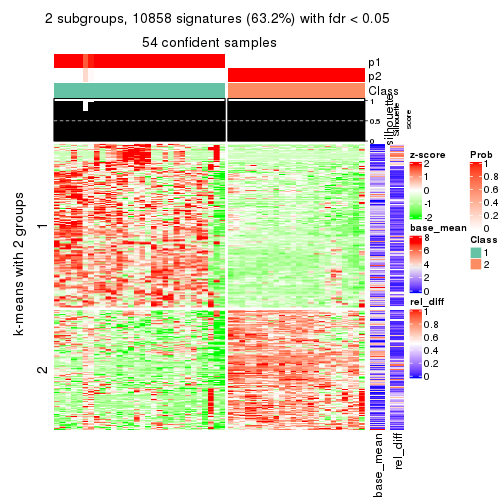 2 subgroups, 10858 signatures (63.2%) with fdr < 0.05
54 confident samples
p1
p2
Class
silhouette
Silhouette
score
1
0.5
0
k-means with 2 groups
1
2
z-score
2
1
0
-1
-2
base_mean
8
6
4
2
0
rel_diff
1
0.8
0.6
0.4
0.2
0
Prob
1
0.8
0.6
0.4
0.2
0
Class
1
2
base_mean
rel_diff